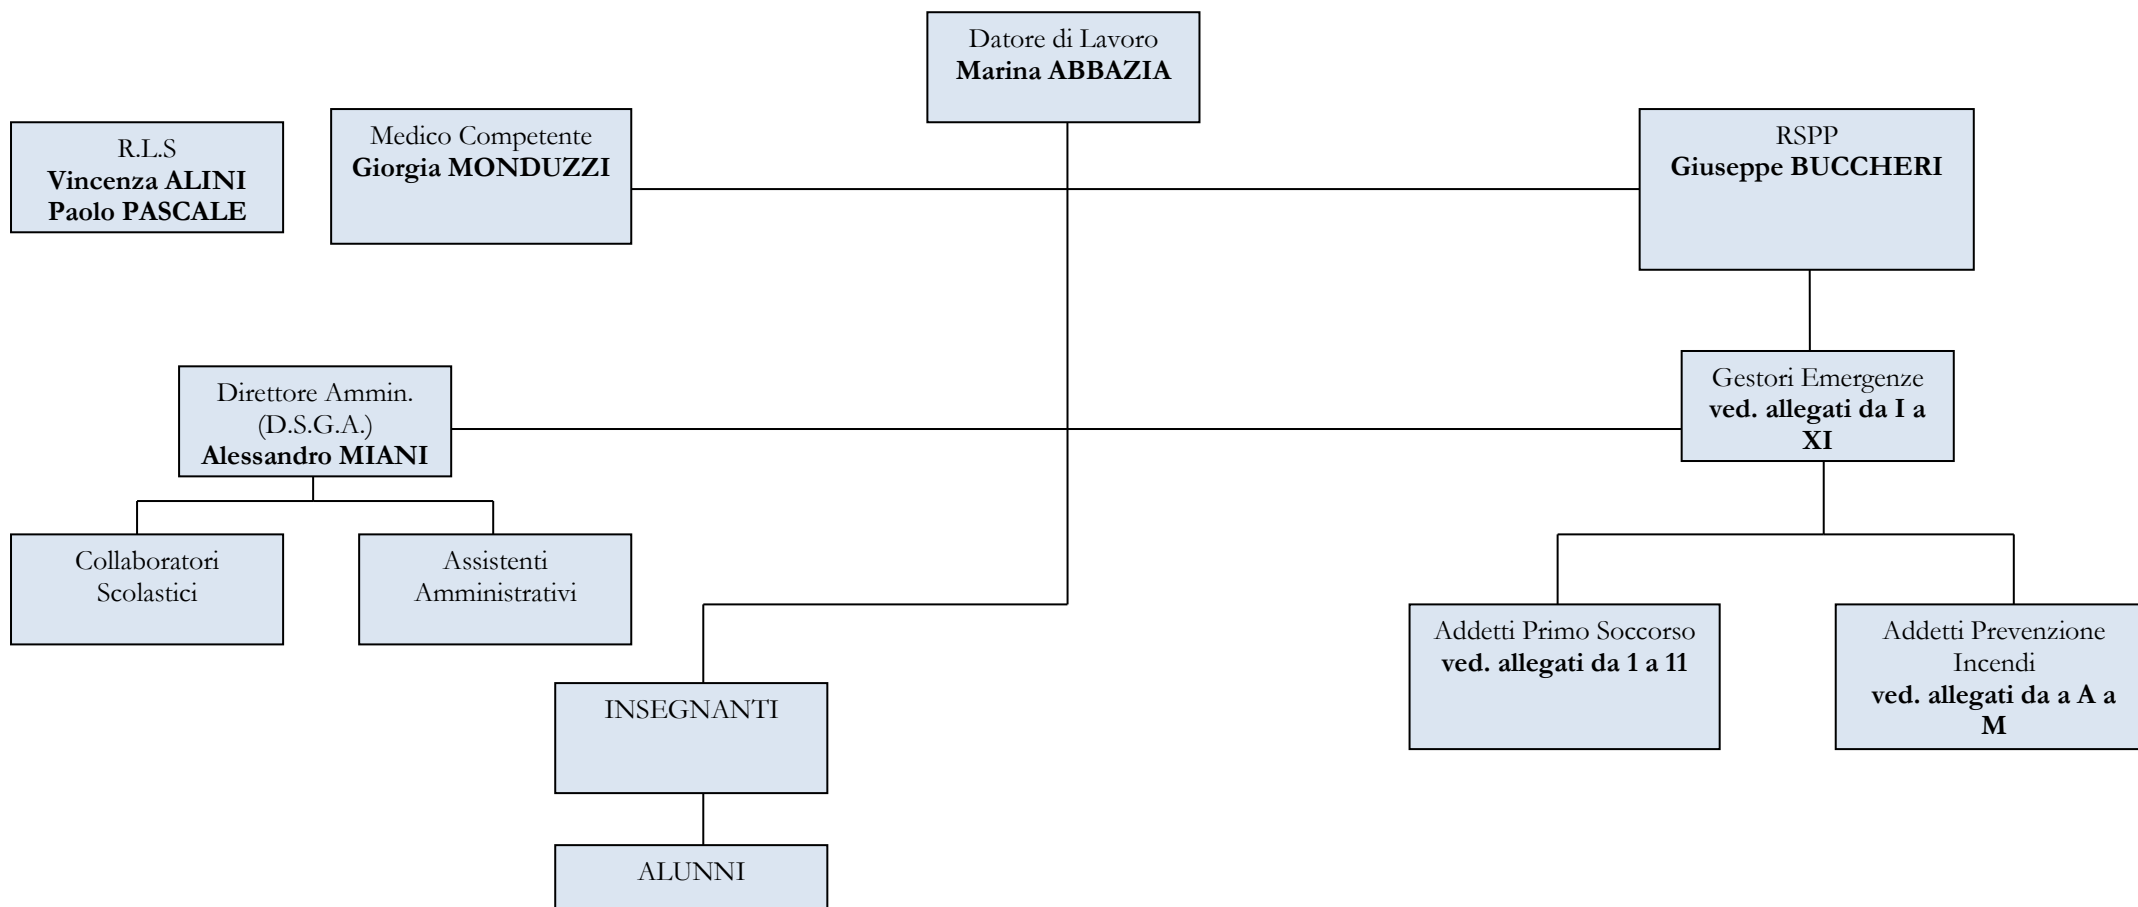 Datore di Lavoro
Marina ABBAZIA
R.L.S
Vincenza ALINI
Paolo PASCALE
Medico Competente
Giorgia MONDUZZI
RSPP
Giuseppe BUCCHERI
Direttore Ammin.
(D.S.G.A.)
Alessandro MIANI
Gestori Emergenze
ved. allegati da I a
XI
Collaboratori
Scolastici
Assistenti
Amministrativi
Addetti Primo Soccorso
ved. allegati da 1 a 11
Addetti Prevenzione
Incendi
ved. allegati da a A a
M
INSEGNANTI
ALUNNI